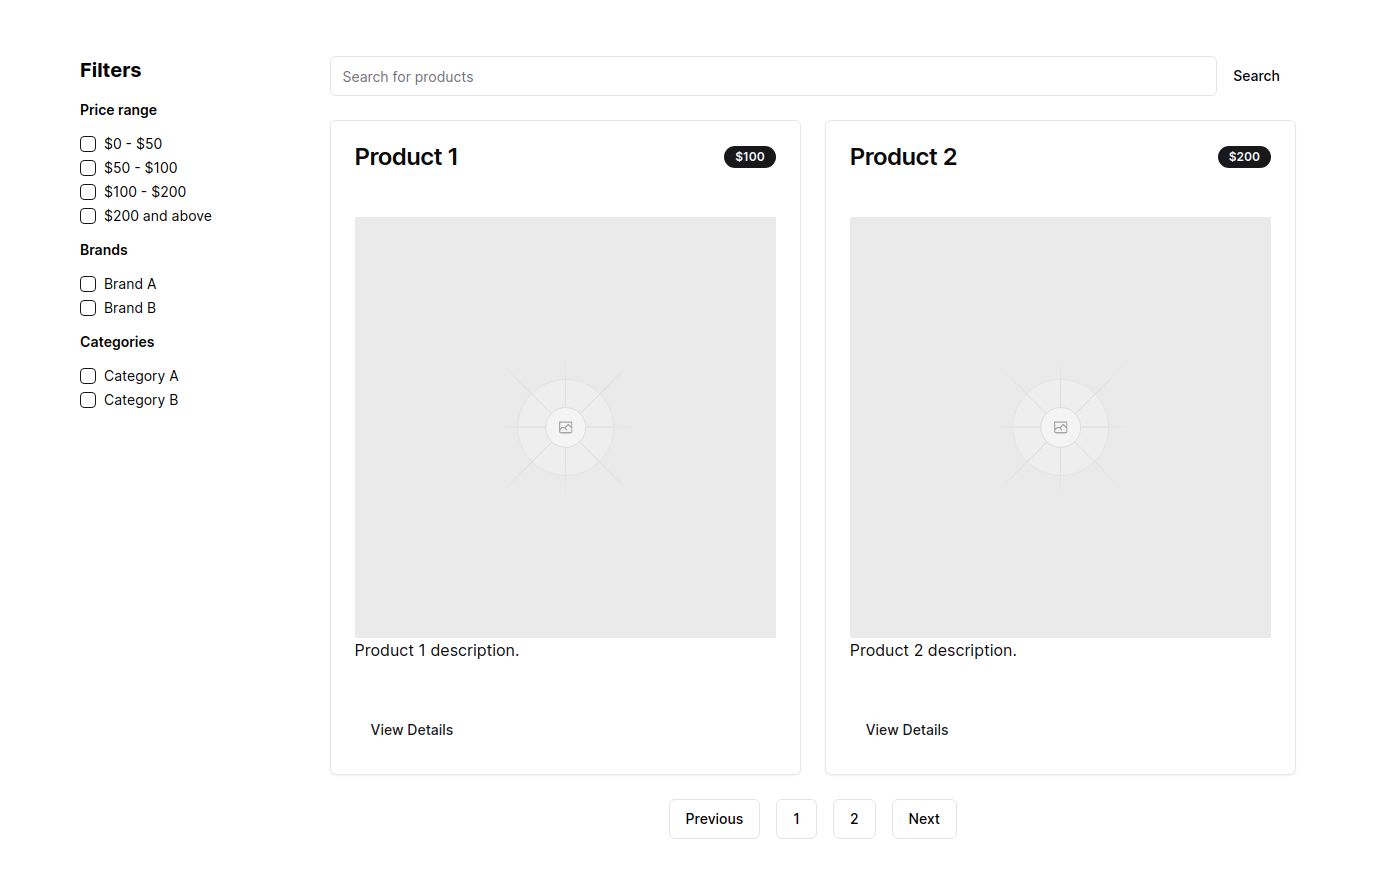 Filters
Price range
$0 - $50
$50 - $100
$100 - $200
$200 and above
Brands
Brand A
Brand B
Categories
Category A
Category B
Search for products
Search
Product 1
$100
Product 1 description.
View Details
Product 2
$200
Product 2 description.
View Details
Previous
1
2
Next